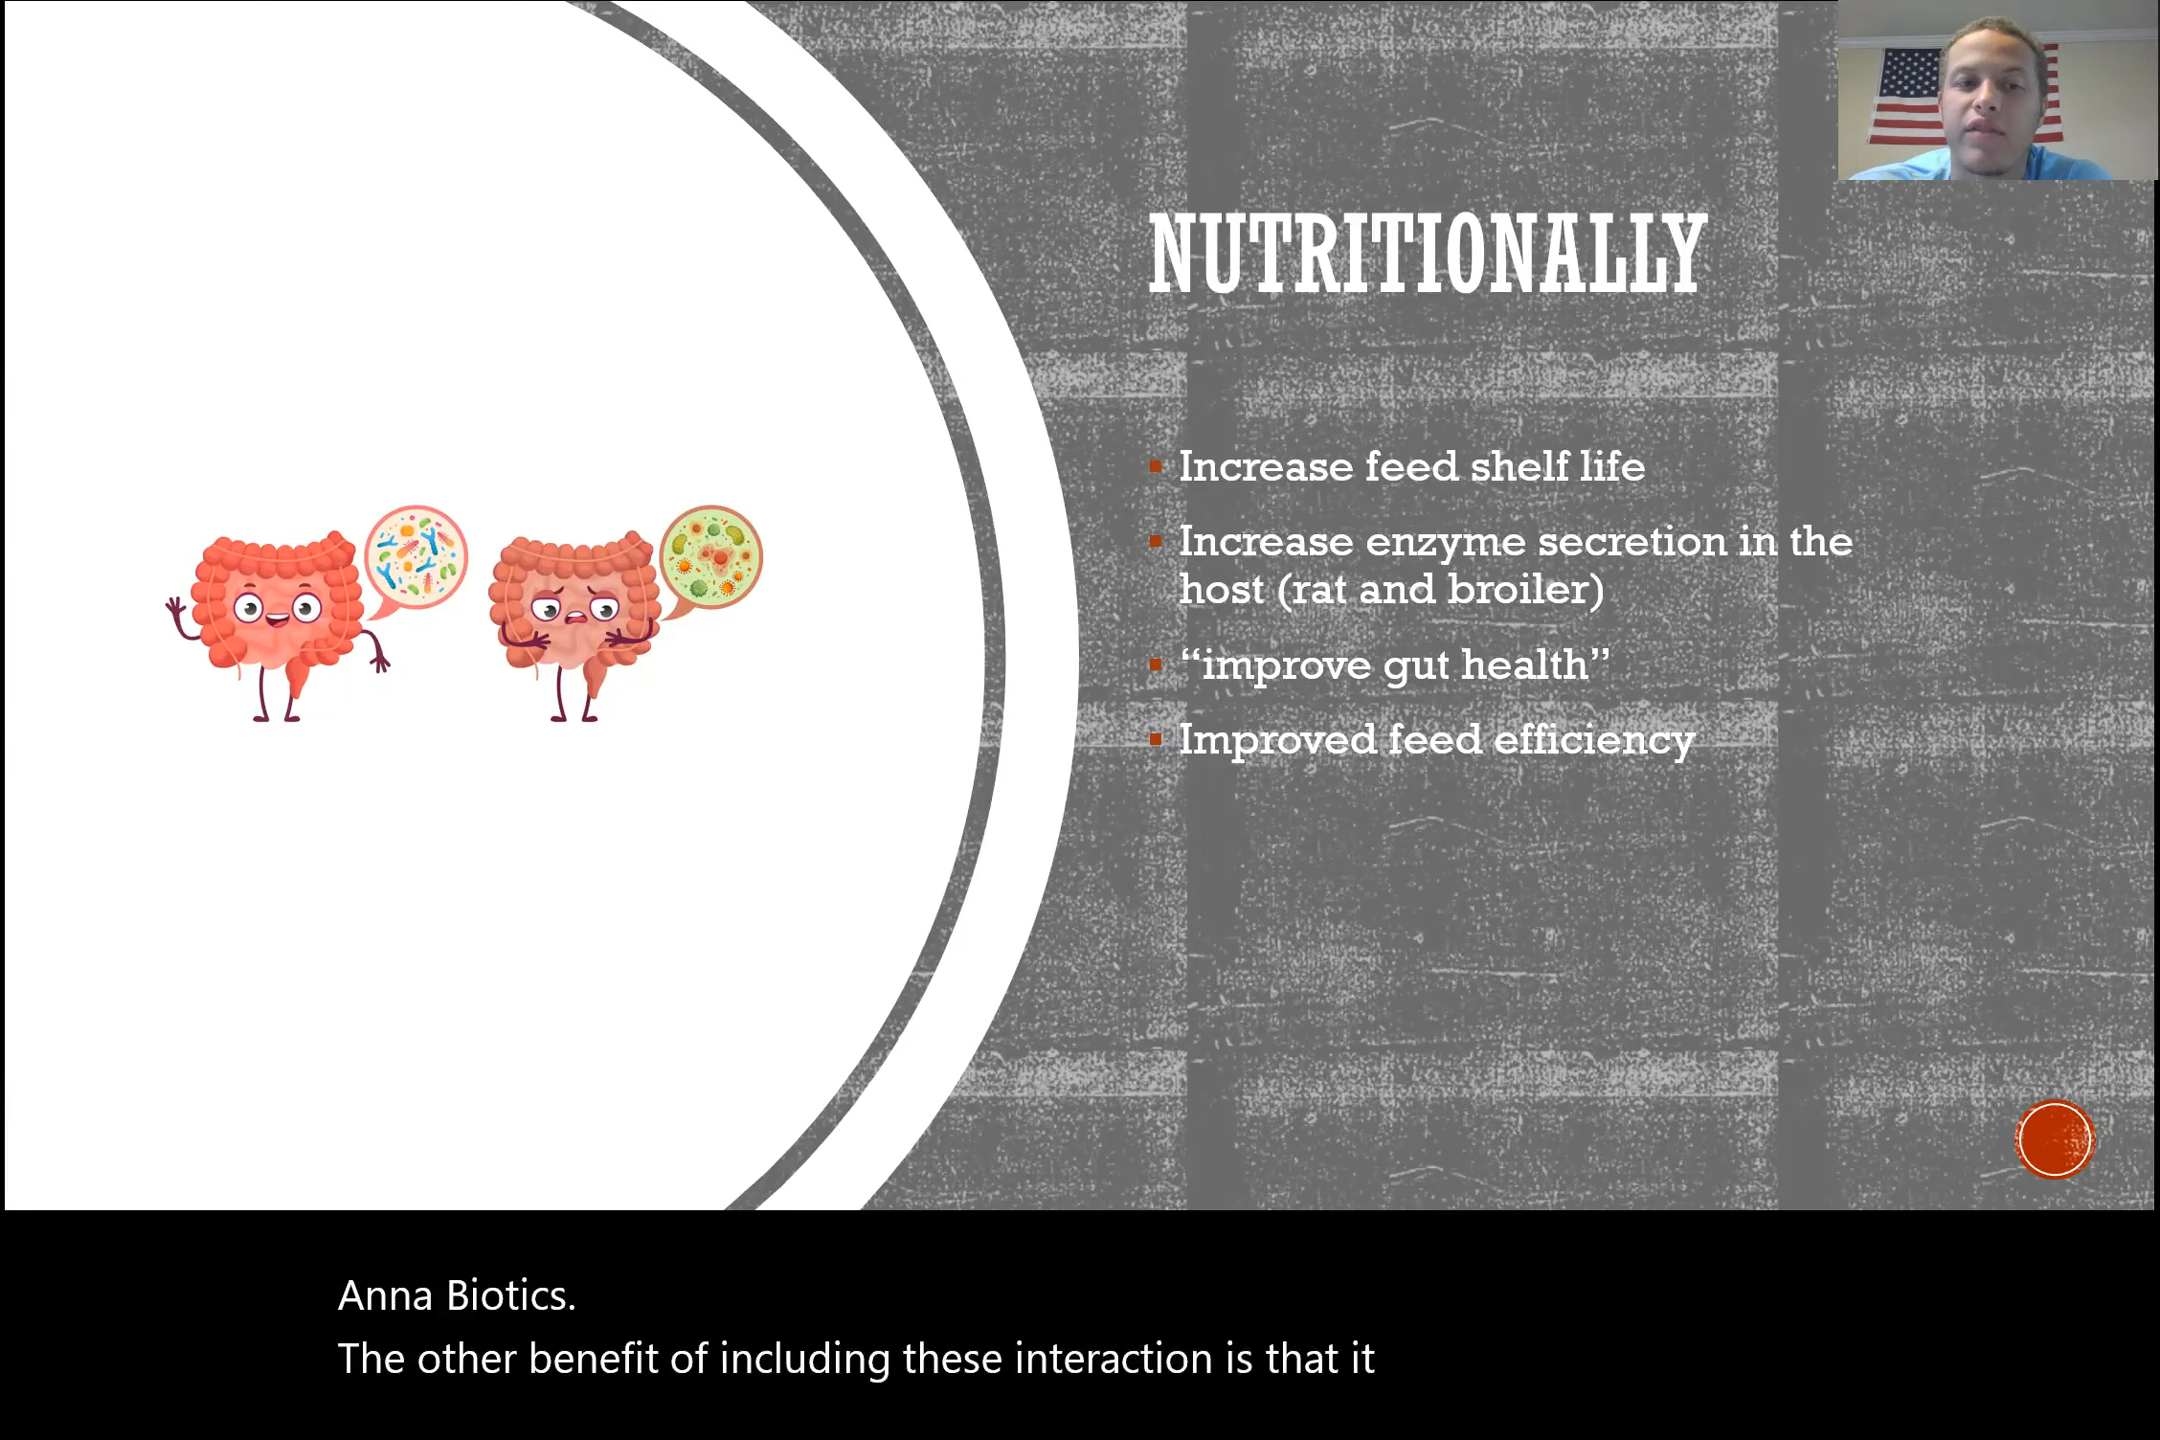 NUTRITIONALLY
▪ Increase feed shelf life
▪ Increase enzyme secretion in the
host (rat and broiler)
▪ “improve gut health”
▪ Improved feed efficiency
Anna Biotics.
The other benefit of including these interaction is that it